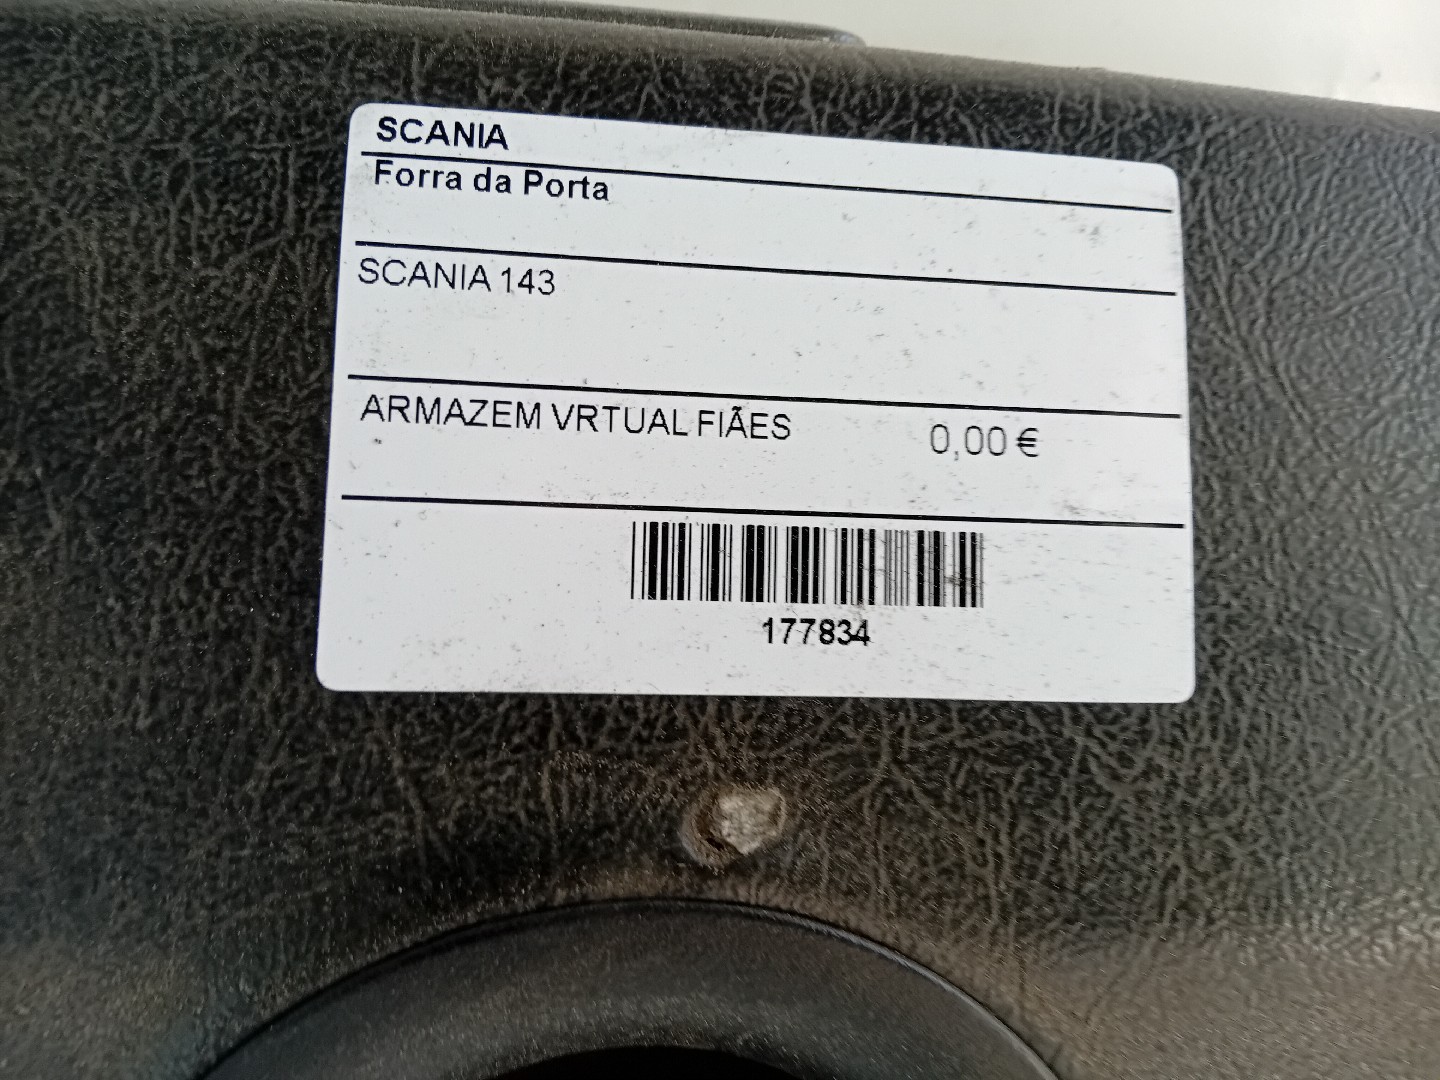 SCANIA
Forra da Porta
SCANIA 143
ARMAZEM VRTUAL FIÃES 0,00 €
177834